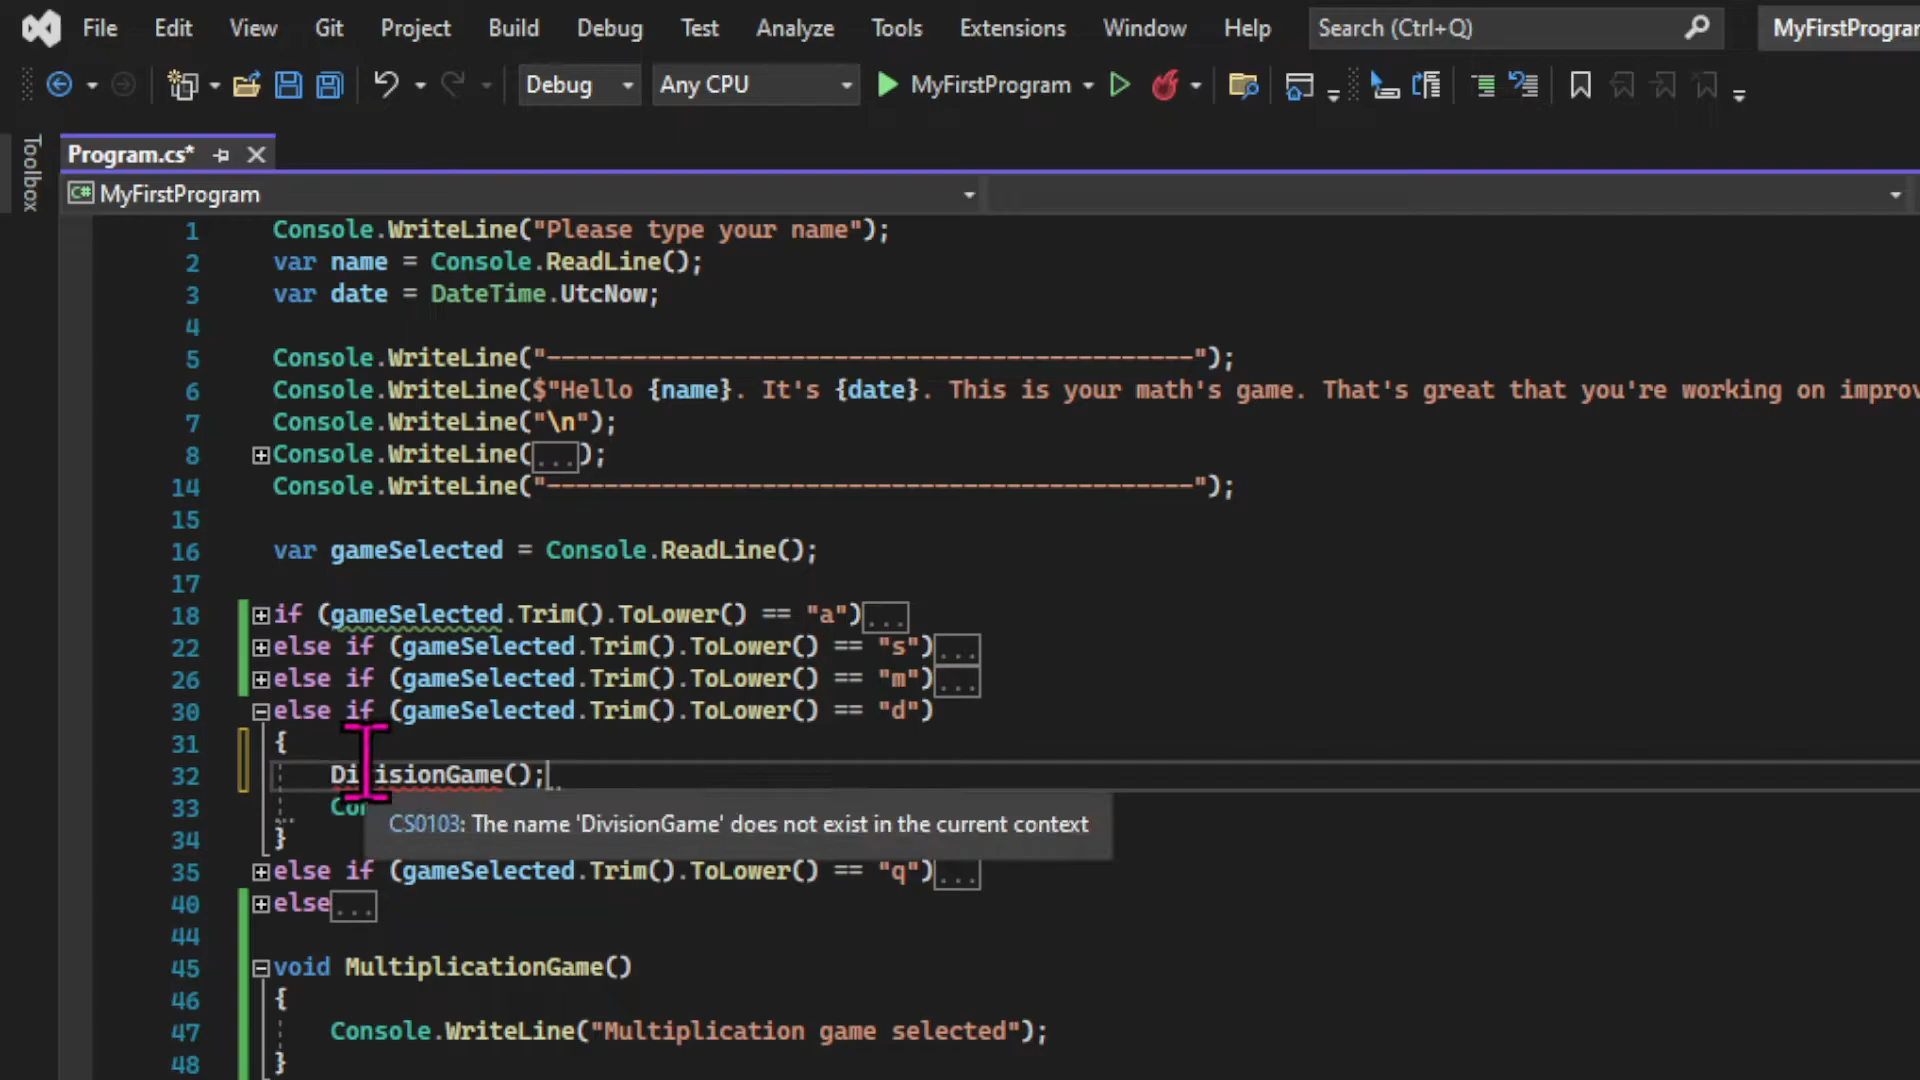 File Edit View Git Project Build Debug Test Analyze Tools Extensions Window Help Search (Ctrl+Q) MyFirstProgram
Debug Any CPU MyFirstProgram
Toolbox
Program.cs*
C# MyFirstProgram
1 Console.WriteLine("Please type your name");
2 var name = Console.ReadLine();
3 var date = DateTime.UtcNow;
4
5 Console.WriteLine("---------------------------------------------");
6 Console.WriteLine($"Hello {name}. It's {date}. This is your math's game. That's great that you're working on improv
7 Console.WriteLine("\n");
8 Console.WriteLine(...);
14 Console.WriteLine("---------------------------------------------");
15
16 var gameSelected = Console.ReadLine();
17
18 if (gameSelected.Trim().ToLower() == "a")...
22 else if (gameSelected.Trim().ToLower() == "s")...
26 else if (gameSelected.Trim().ToLower() == "m")...
30 else if (gameSelected.Trim().ToLower() == "d")
31 {
32 DivisionGame();
33 Con
CS0103: The name 'DivisionGame' does not exist in the current context
34 }
35 else if (gameSelected.Trim().ToLower() == "q")...
40 else...
44
45 void MultiplicationGame()
46 {
47 Console.WriteLine("Multiplication game selected");
48 }